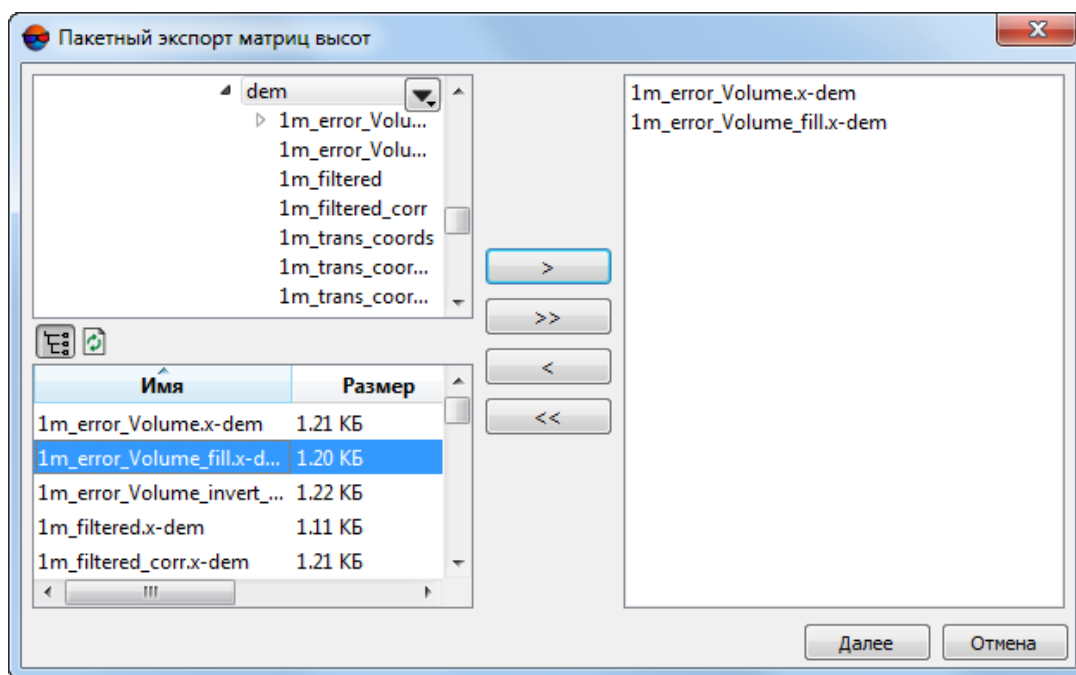 Пакетный экспорт матриц высот
dem
1m_error_Volu...
1m_error_Volu...
1m_filtered
1m_filtered_corr
1m_trans_coords
1m_trans_coor...
1m_trans_coor...
Имя Размер
1m_error_Volume.x-dem 1.21 КБ
1m_error_Volume_fill.x-d... 1.20 КБ
1m_error_Volume_invert_... 1.22 КБ
1m_filtered.x-dem 1.11 КБ
1m_filtered_corr.x-dem 1.21 КБ
>
>>
<
<<
1m_error_Volume.x-dem
1m_error_Volume_fill.x-dem
Далее Отмена